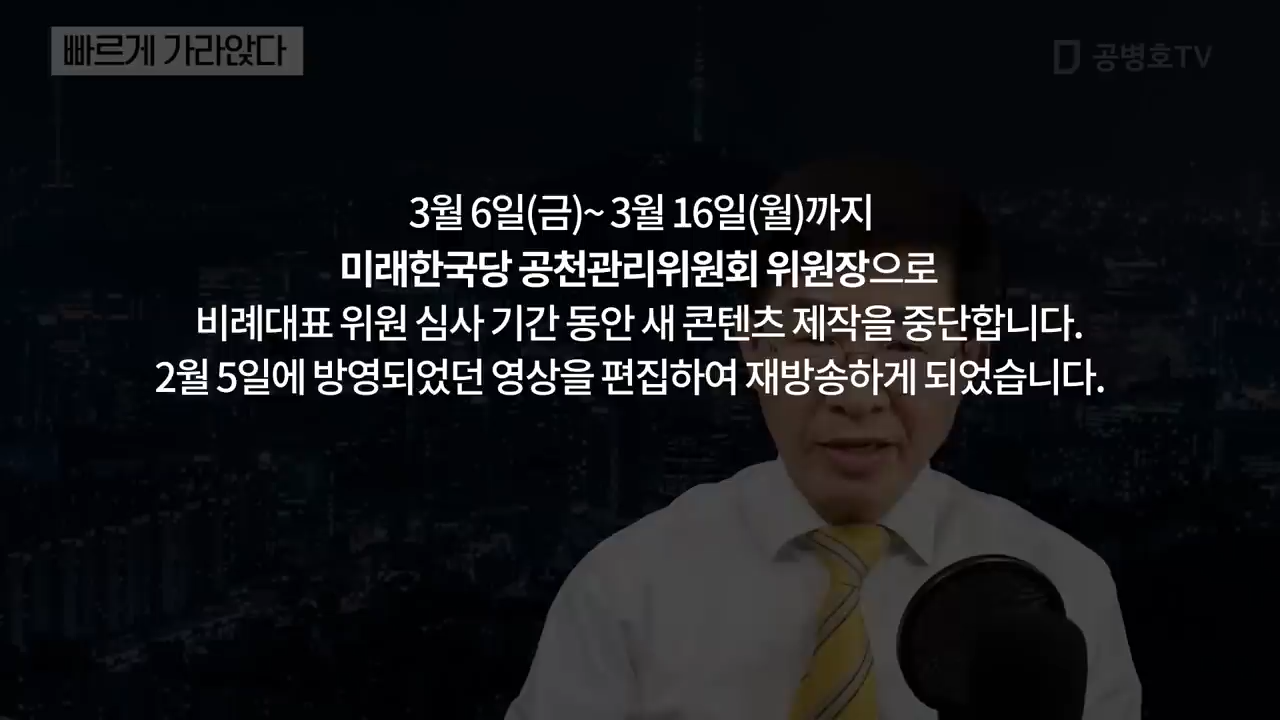 빠르게 가라앉다
공병호TV
3월 6일(금)~ 3월 16일(월)까지
미래한국당 공천관리위원회 위원장으로
비례대표 위원 심사 기간 동안 새 콘텐츠 제작을 중단합니다.
2월 5일에 방영되었던 영상을 편집하여 재방송하게 되었습니다.